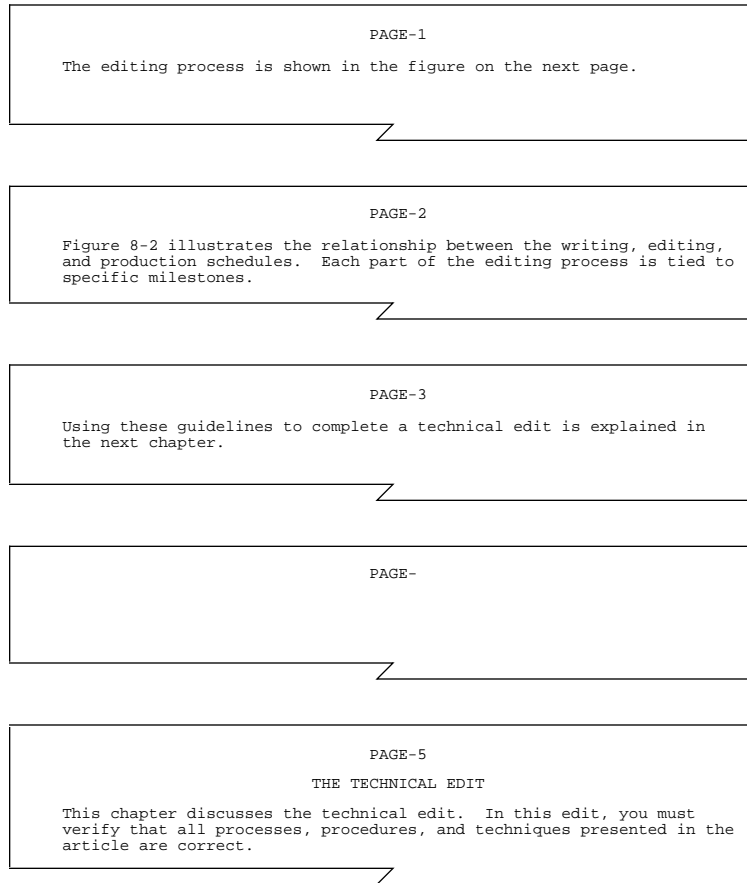 PAGE-1
The editing process is shown in the figure on the next page.
PAGE-2
Figure 8-2 illustrates the relationship between the writing, editing,
and production schedules.  Each part of the editing process is tied to
specific milestones.
PAGE-3
Using these guidelines to complete a technical edit is explained in
the next chapter.
PAGE-
PAGE-5
THE TECHNICAL EDIT
This chapter discusses the technical edit.  In this edit, you must
verify that all processes, procedures, and techniques presented in the
article are correct.